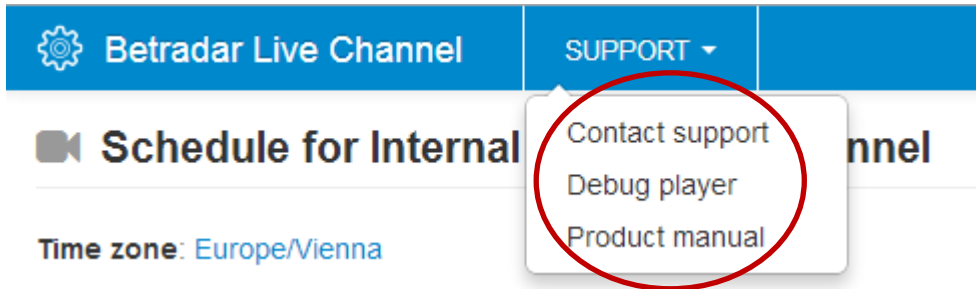 Betradar Live Channel SUPPORT
Contact support
Schedule for Internal nnel
Debug player
Product manual
Time zone: Europe/Vienna